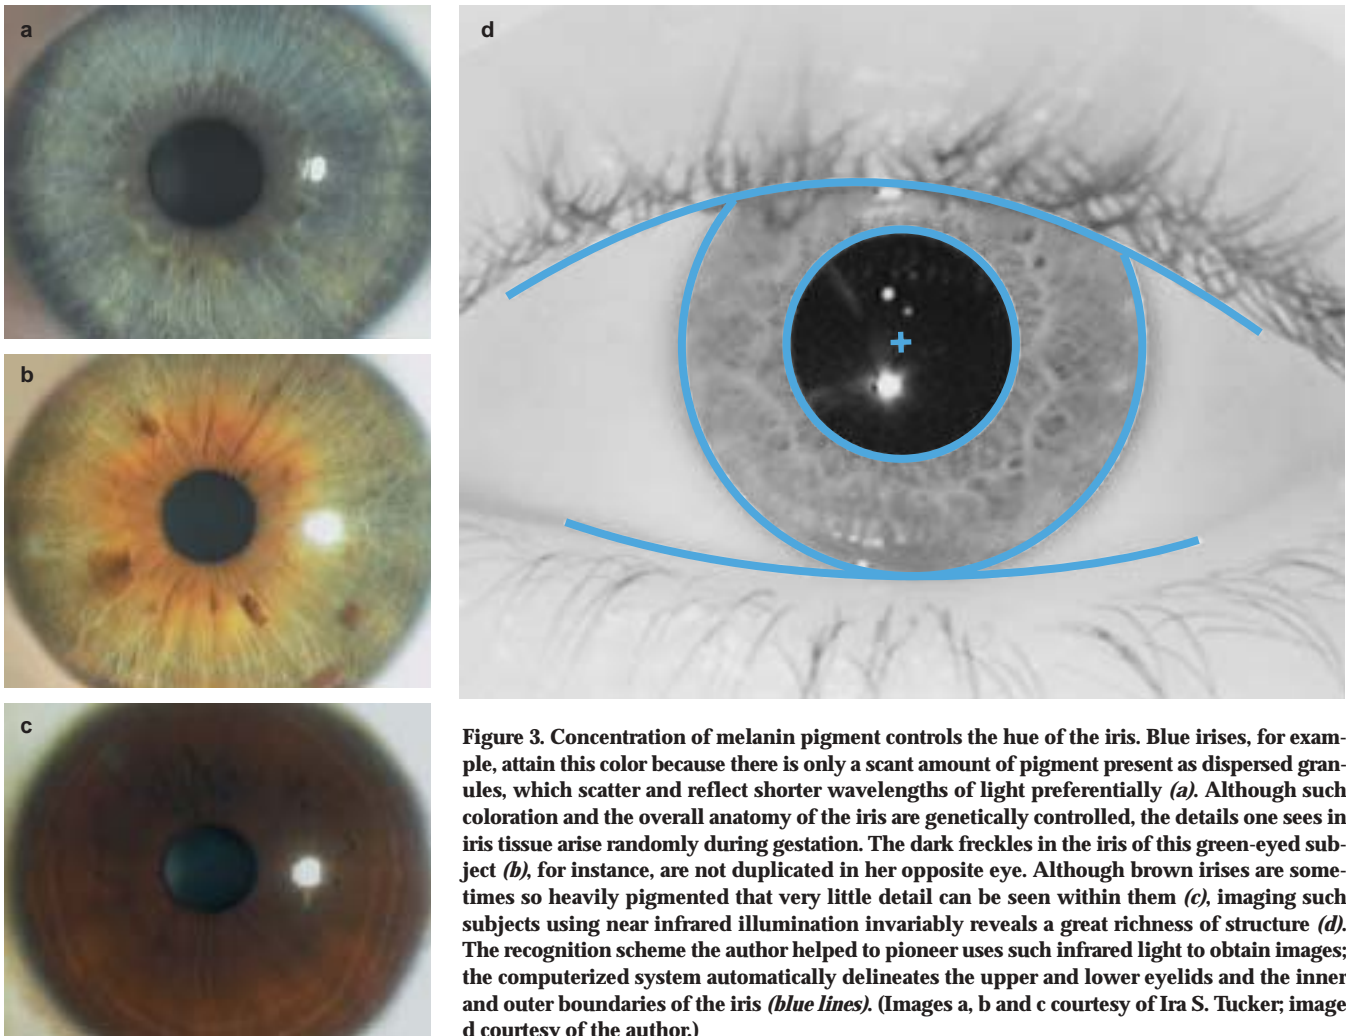 a
d
b
c
Figure 3. Concentration of melanin pigment controls the hue of the iris. Blue irises, for exam-
ple, attain this color because there is only a scant amount of pigment present as dispersed gran-
ules, which scatter and reflect shorter wavelengths of light preferentially (a). Although such
coloration and the overall anatomy of the iris are genetically controlled, the details one sees in
iris tissue arise randomly during gestation. The dark freckles in the iris of this green-eyed sub-
ject (b), for instance, are not duplicated in her opposite eye. Although brown irises are some-
times so heavily pigmented that very little detail can be seen within them (c), imaging such
subjects using near infrared illumination invariably reveals a great richness of structure (d).
The recognition scheme the author helped to pioneer uses such infrared light to obtain images;
the computerized system automatically delineates the upper and lower eyelids and the inner
and outer boundaries of the iris (blue lines). (Images a, b and c courtesy of Ira S. Tucker; image
d courtesy of the author.)